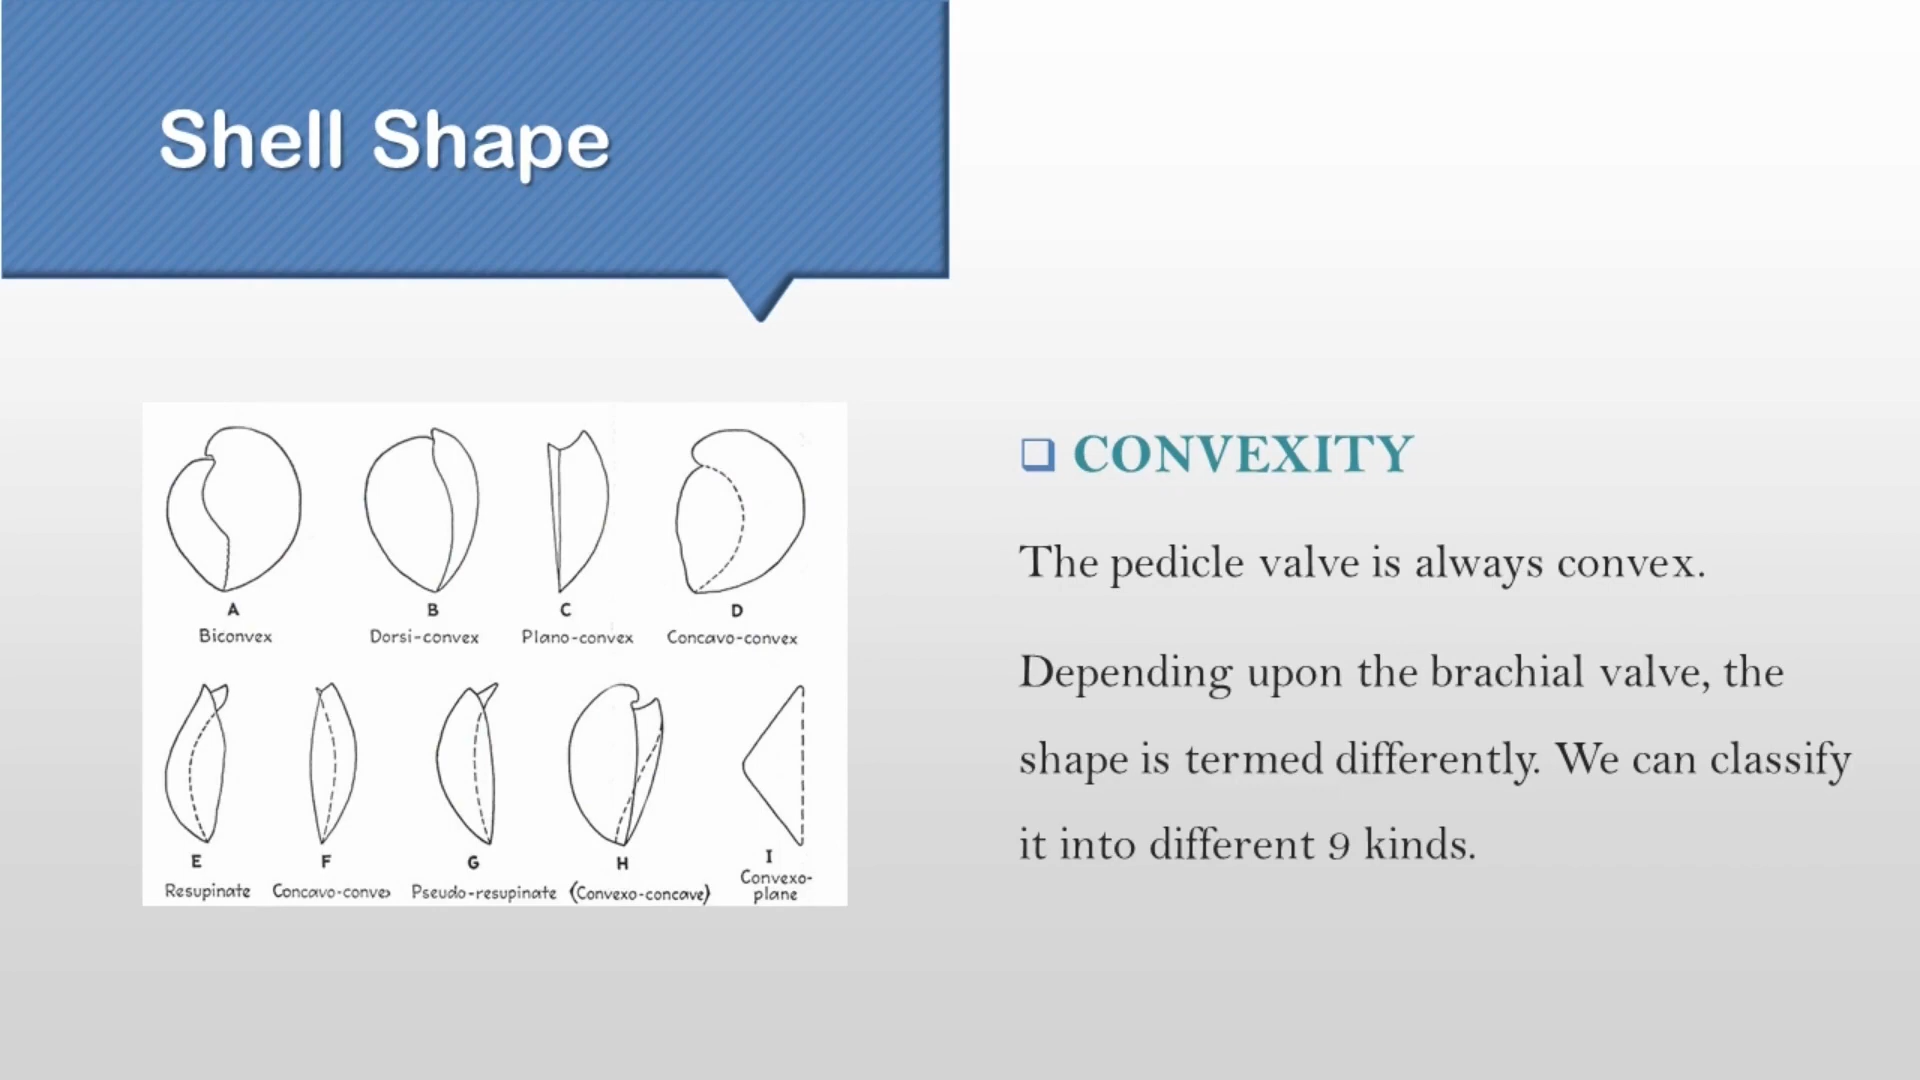 Shell Shape
A B C D
Biconvex Dorsi-convex Plano-convex Concavo-convex
E F G H I
Resupinate Concavo-conve Pseudo-resupinate (Convexo-concave) Convexo-
plane
❑ CONVEXITY
The pedicle valve is always convex.
Depending upon the brachial valve, the
shape is termed differently. We can classify
it into different 9 kinds.